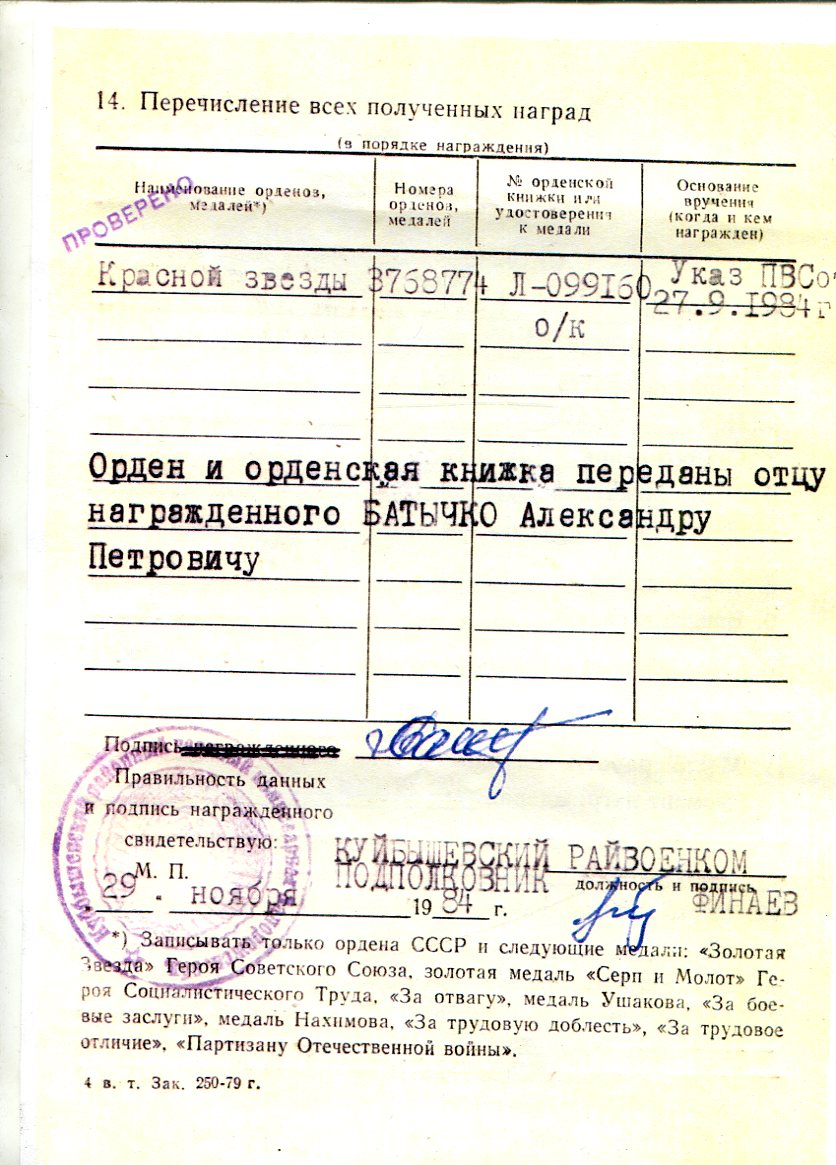 14. Перечисление всех полученных наград
(в порядке награждения)
Наименование орденов, медалей*)
Номера орденов, медалей
№ орденской книжки или удостоверения к медали
Основание вручения (когда и кем награжден)
ПРОВЕРЕНО
Красной звезды 3768774 Л-099160 Указ ПВСо
27.9.1984г
о/к
Орден и орденская книжка переданы отцу
награжденного БАТЫЧКО Александру
Петровичу
Подпись награжденного
Правильность данных
и подпись награжденного
свидетельствую:
КУЙБЫШЕВСКИЙ РАЙВОЕНКОМ
М. П.
ПОДПОЛКОВНИК
должность и подпись
ФИНАЕВ
29 . ноября 1984 г.
*) Записывать только ордена СССР и следующие медали: «Золотая
Звезда» Героя Советского Союза, золотая медаль «Серп и Молот» Ге-
роя Социалистического Труда, «За отвагу», медаль Ушакова, «За бое-
вые заслуги», медаль Нахимова, «За трудовую доблесть», «За трудовое
отличие», «Партизану Отечественной войны».
4 в. т. Зак. 250-79 г.